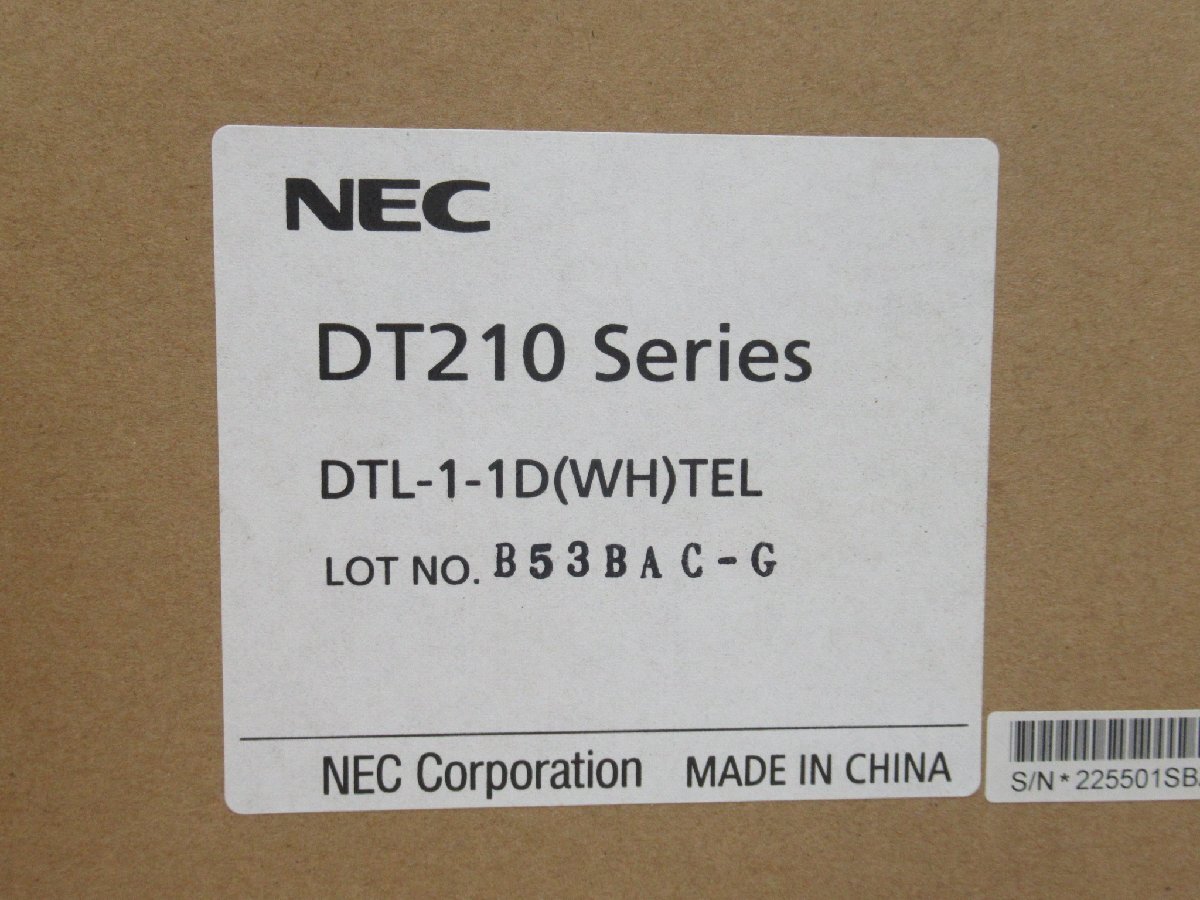 NEC
DT210 Series
DTL-1-1D(WH)TEL
LOT NO. B53BAC-G
NEC Corporation MADE IN CHINA
S/N*225501SB